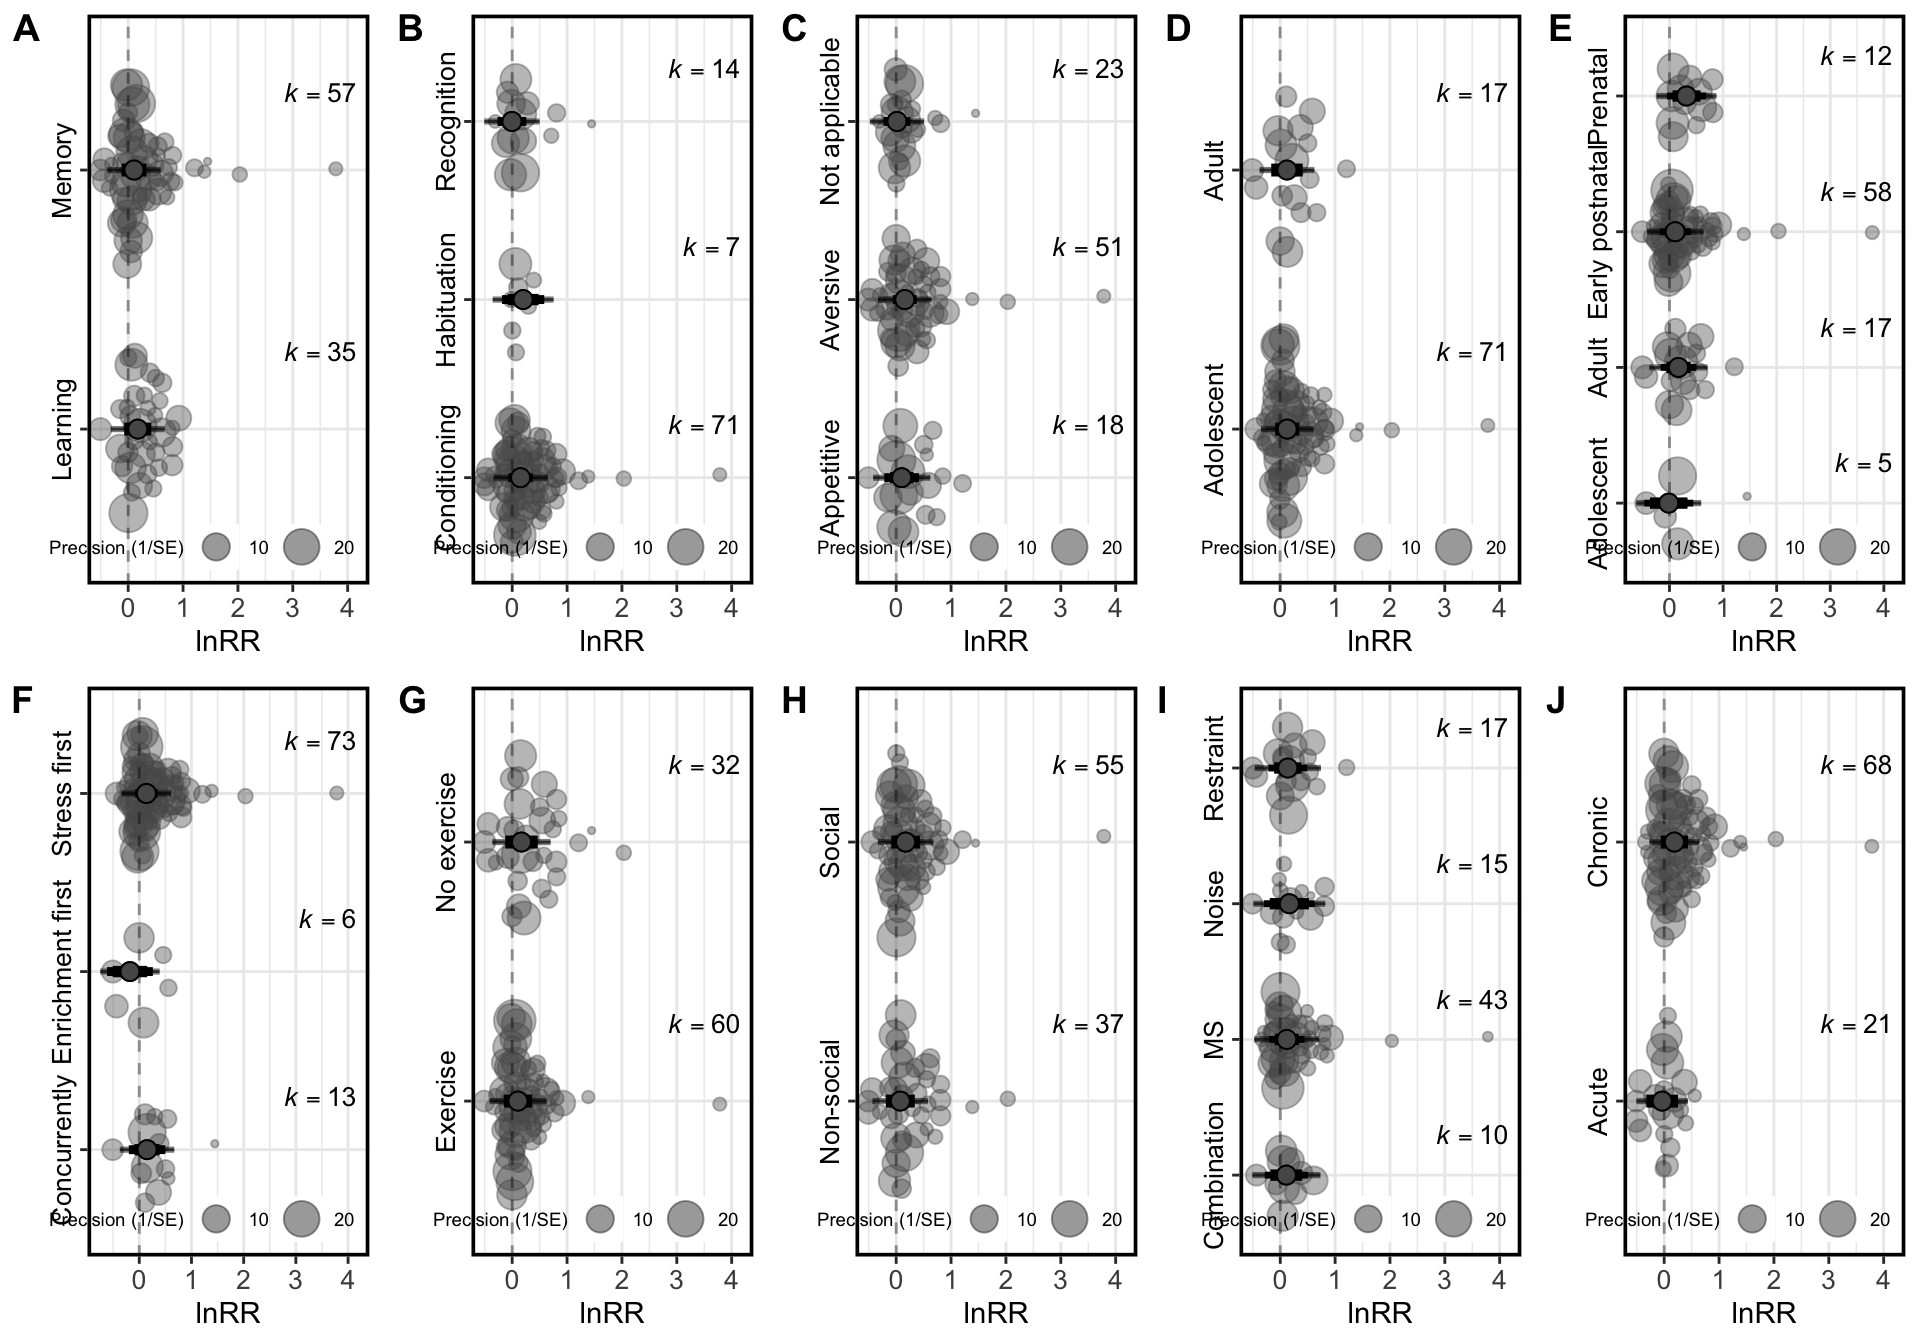 A
Memory
k = 57
Learning
k = 35
Precision (1/SE) 10 20
0 1 2 3 4
lnRR
B
Recognition
k = 14
Habituation
k = 7
Conditioning
k = 71
Precision (1/SE) 10 20
0 1 2 3 4
lnRR
C
Not applicable
k = 23
Aversive
k = 51
Appetitive
k = 18
Precision (1/SE) 10 20
0 1 2 3 4
lnRR
D
Adult
k = 17
Adolescent
k = 71
Precision (1/SE) 10 20
0 1 2 3 4
lnRR
E
Prenatal
k = 12
Early postnatal
k = 58
Adult
k = 17
Adolescent
k = 5
Precision (1/SE) 10 20
0 1 2 3 4
lnRR
F
Stress first
k = 73
Enrichment first
k = 6
Concurrently
k = 13
Precision (1/SE) 10 20
0 1 2 3 4
lnRR
G
No exercise
k = 32
Exercise
k = 60
Precision (1/SE) 10 20
0 1 2 3 4
lnRR
H
Social
k = 55
Non-social
k = 37
Precision (1/SE) 10 20
0 1 2 3 4
lnRR
I
Restraint
k = 17
Noise
k = 15
MS
k = 43
Combination
k = 10
Precision (1/SE) 10 20
0 1 2 3 4
lnRR
J
Chronic
k = 68
Acute
k = 21
Precision (1/SE) 10 20
0 1 2 3 4
lnRR